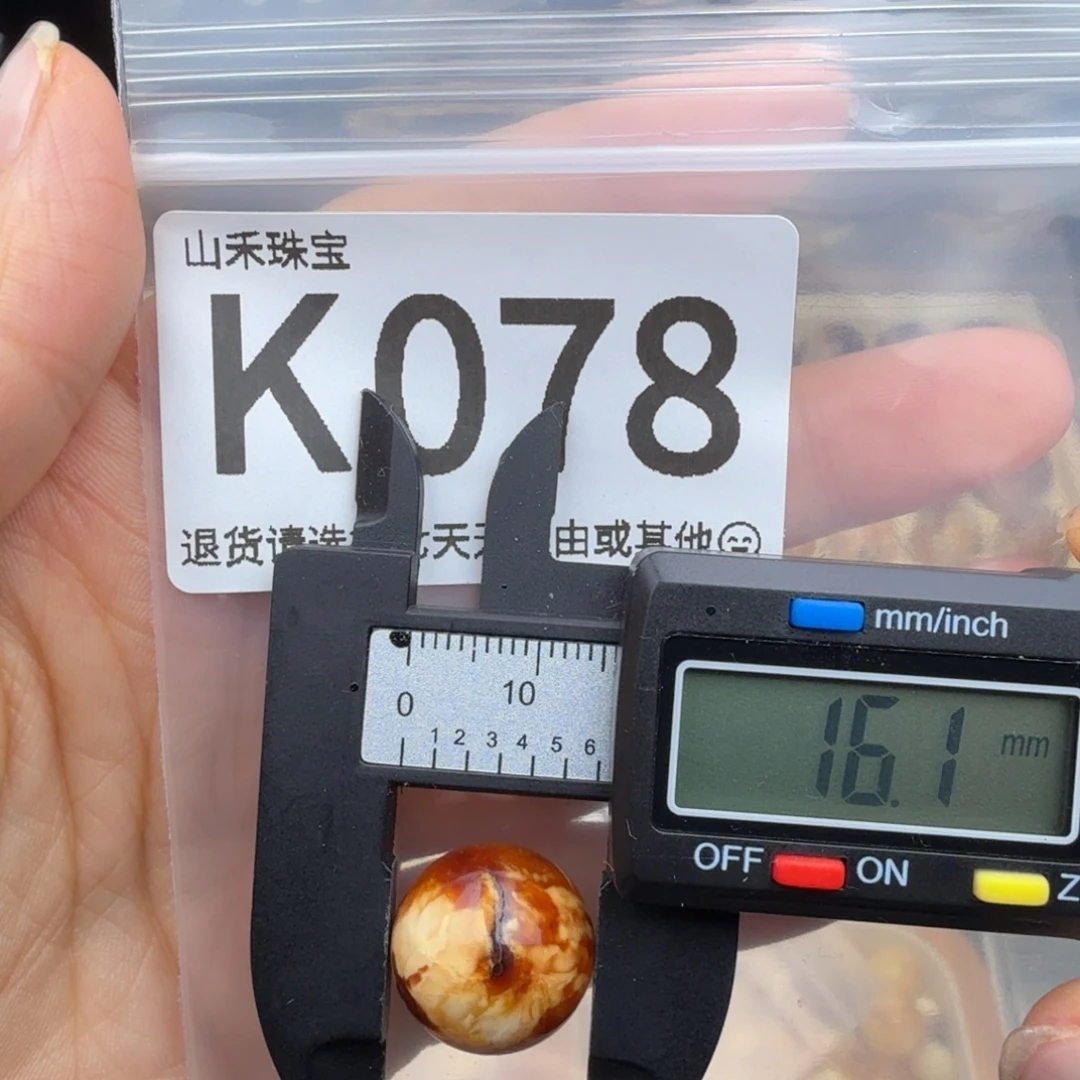 山禾珠宝
K078
退货请选 天 由或其他
mm/inch
0 10
1 2 3 4 5 6
16.1 mm
OFF ON Z